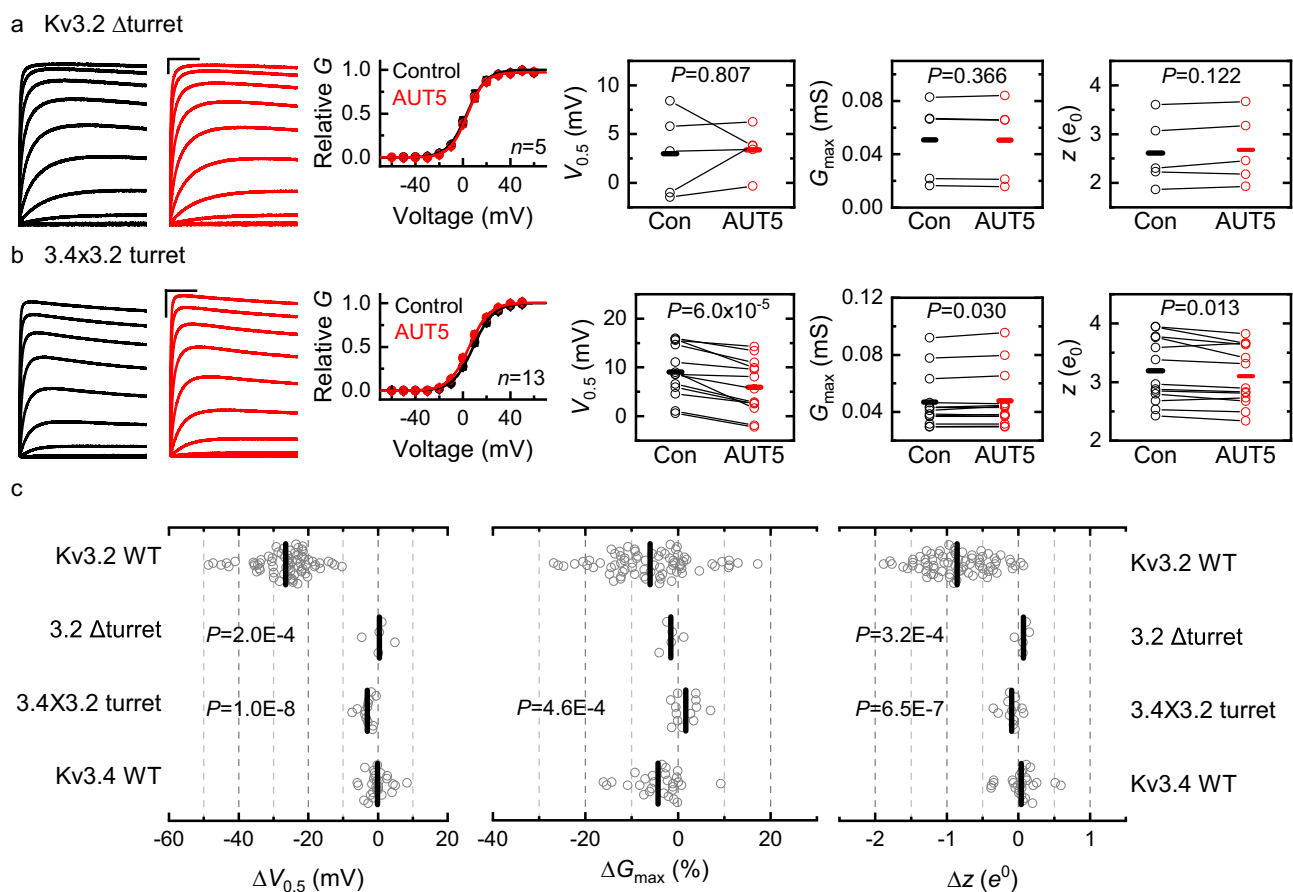 a Kv3.2 Δturret
Relative G
1.0
0.5
0.0
Control
AUT5
n=5
-40 0 40
Voltage (mV)
V0.5 (mV)
10
5
0
P=0.807
Con AUT5
Gmax (mS)
0.08
0.04
0.00
P=0.366
Con AUT5
z (e0)
4
3
2
P=0.122
Con AUT5
b 3.4x3.2 turret
Relative G
1.0
0.5
0.0
Control
AUT5
n=13
-40 0 40
Voltage (mV)
V0.5 (mV)
20
10
0
P=6.0x10-5
Con AUT5
Gmax (mS)
0.12
0.08
0.04
P=0.030
Con AUT5
z (e0)
4
3
2
P=0.013
Con AUT5
c
Kv3.2 WT
3.2 Δturret
3.4X3.2 turret
Kv3.4 WT
P=2.0E-4
P=1.0E-8
-60 -40 -20 0
ΔV0.5 (mV)
P=4.6E-4
-40 -20 0 20
ΔGmax (%)
P=3.2E-4
P=6.5E-7
-2 -1 0 1
Δz (e0)
Kv3.2 WT
3.2 Δturret
3.4X3.2 turret
Kv3.4 WT